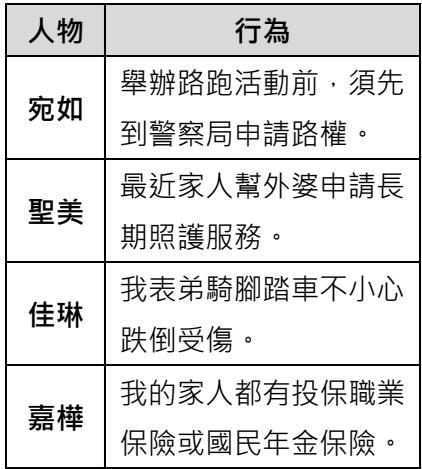 人物 行為
宛如
舉辦路跑活動前，須先
到警察局申請路權。
聖美
最近家人幫外婆申請長
期照護服務。
佳琳
我表弟騎腳踏車不小心
跌倒受傷。
嘉樺
我的家人都有投保職業
保險或國民年金保險。